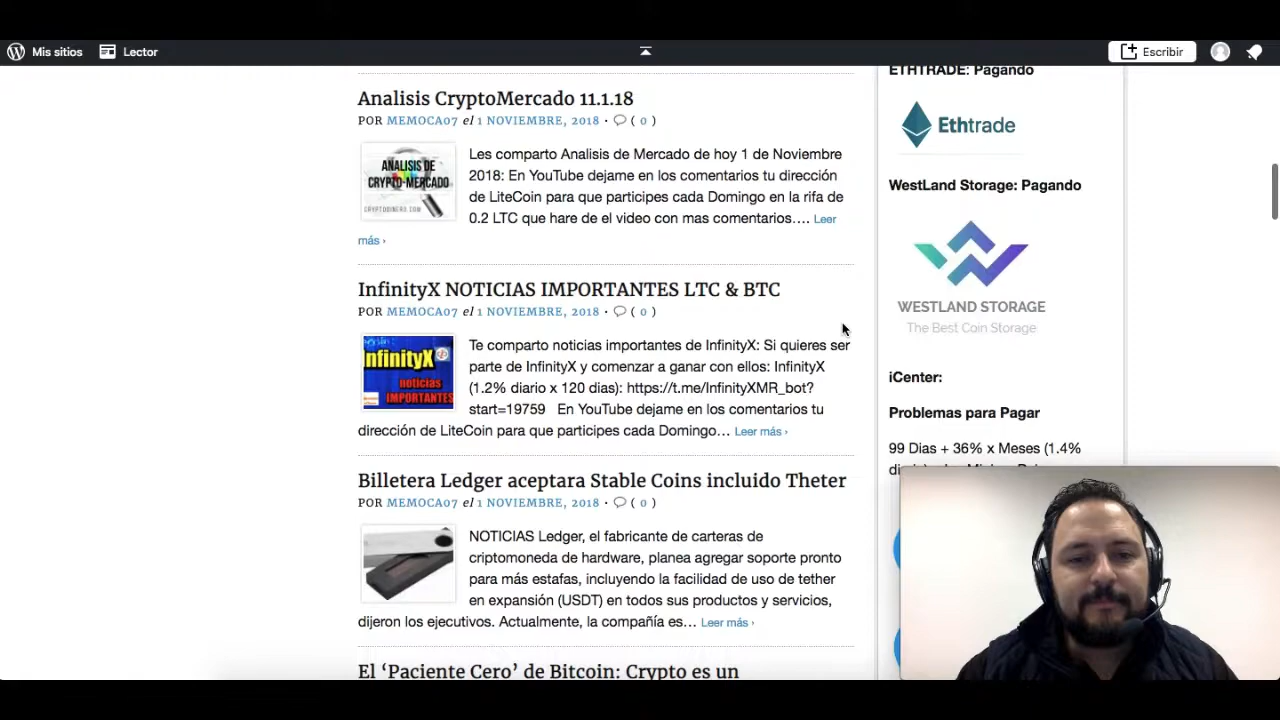 Mis sitios
Lector
Escribir
Analisis CryptoMercado 11.1.18
POR MEMOCA07 el 1 NOVIEMBRE, 2018 · ( 0 )
ANALISIS DE
CRYPTO-MERCADO
CRYPTODINERO.COM
Les comparto Analisis de Mercado de hoy 1 de Noviembre
2018: En YouTube dejame en los comentarios tu dirección
de LiteCoin para que participes cada Domingo en la rifa de
0.2 LTC que hare de el video con mas comentarios.… Leer
más ›
InfinityX NOTICIAS IMPORTANTES LTC & BTC
POR MEMOCA07 el 1 NOVIEMBRE, 2018 · ( 0 )
InfinityX
noticias
IMPORTANTES
Te comparto noticias importantes de InfinityX: Si quieres ser
parte de InfinityX y comenzar a ganar con ellos: InfinityX
(1.2% diario x 120 dias): https://t.me/InfinityXMR_bot?
start=19759 En YouTube dejame en los comentarios tu
dirección de LiteCoin para que participes cada Domingo… Leer más ›
Billetera Ledger aceptara Stable Coins incluido Theter
POR MEMOCA07 el 1 NOVIEMBRE, 2018 · ( 0 )
NOTICIAS Ledger, el fabricante de carteras de
criptomoneda de hardware, planea agregar soporte pronto
para más estafas, incluyendo la facilidad de uso de tether
en expansión (USDT) en todos sus productos y servicios,
dijeron los ejecutivos. Actualmente, la compañía es… Leer más ›
El ‘Paciente Cero’ de Bitcoin: Crypto es un
ETHTRADE: Pagando
Ethtrade
WestLand Storage: Pagando
WESTLAND STORAGE
The Best Coin Storage
iCenter:
Problemas para Pagar
99 Dias + 36% x Meses (1.4%